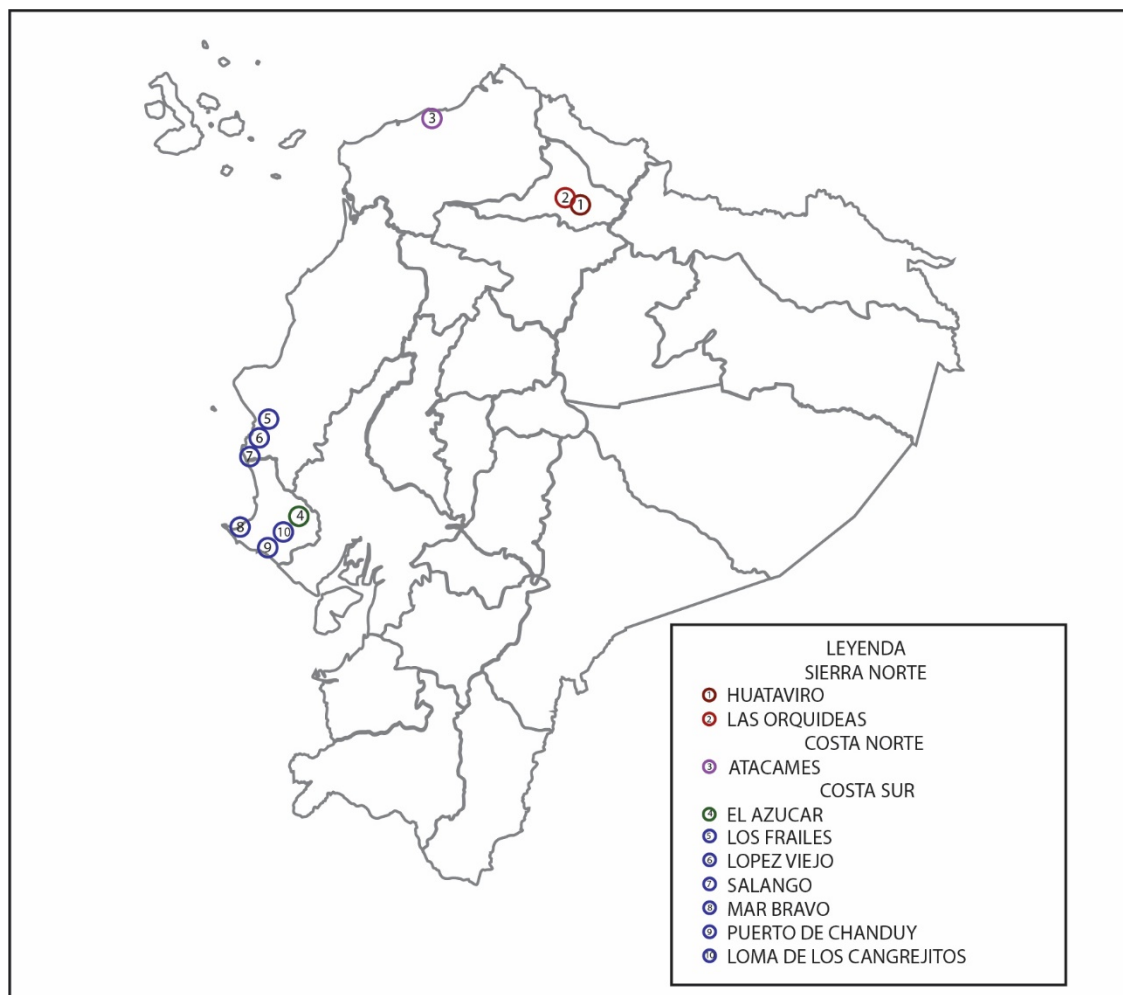 3
2
1
5
6
7
4
8
10
9
LEYENDA
SIERRA NORTE
1 HUATAVIRO
2 LAS ORQUIDEAS
COSTA NORTE
3 ATACAMES
COSTA SUR
4 EL AZUCAR
5 LOS FRAILES
6 LOPEZ VIEJO
7 SALANGO
8 MAR BRAVO
9 PUERTO DE CHANDUY
10 LOMA DE LOS CANGREJITOS